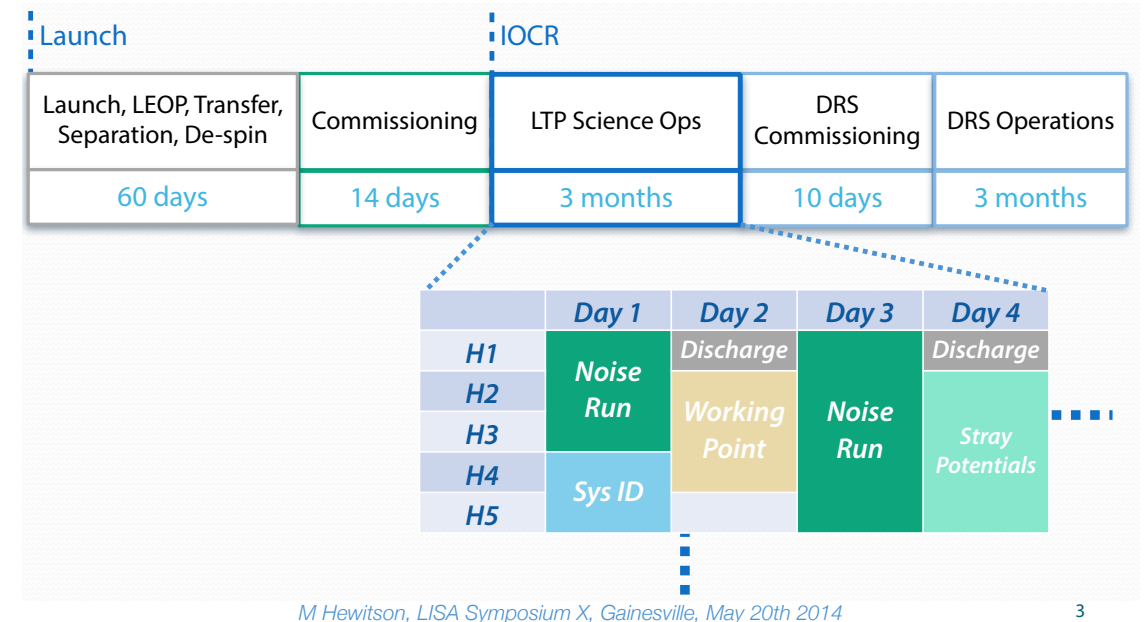 Launch
IOCR
Launch, LEOP, Transfer,
Separation, De-spin
Commissioning
LTP Science Ops
DRS
Commissioning
DRS Operations
60 days
14 days
3 months
10 days
3 months
Day 1
Day 2
Day 3
Day 4
H1
H2
H3
H4
H5
Noise
Run
Sys ID
Discharge
Working
Point
Noise
Run
Discharge
Stray
Potentials
M Hewitson, LISA Symposium X, Gainesville, May 20th 2014
3